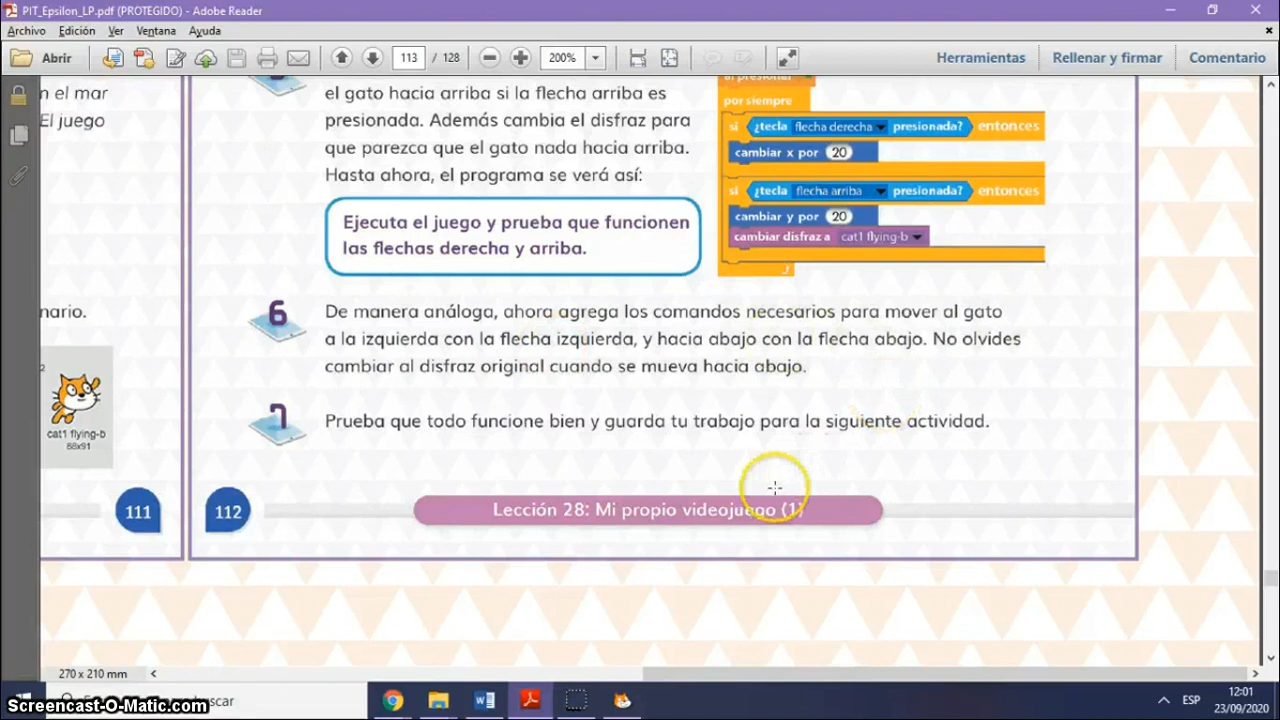 PIT_Epsilon_LP.pdf (PROTEGIDO) - Adobe Reader
Archivo Edición Ver Ventana Ayuda
Abrir 113 / 128 200% Herramientas Rellenar y firmar Comentario
n el mar
El juego
nario.
cat1 flying-b
88x91
111
el gato hacia arriba si la flecha arriba es
presionada. Además cambia el disfraz para
que parezca que el gato nada hacia arriba.
Hasta ahora, el programa se verá así:
Ejecuta el juego y prueba que funcionen
las flechas derecha y arriba.
al presionar
por siempre
si ¿tecla flecha derecha presionada? entonces
cambiar x por 20
si ¿tecla flecha arriba presionada? entonces
cambiar y por 20
cambiar disfraz a cat1 flying-b
6 De manera análoga, ahora agrega los comandos necesarios para mover al gato
a la izquierda con la flecha izquierda, y hacia abajo con la flecha abajo. No olvides
cambiar al disfraz original cuando se mueva hacia abajo.
7 Prueba que todo funcione bien y guarda tu trabajo para la siguiente actividad.
112 Lección 28: Mi propio videojuego (1)
270 x 210 mm
Screencast-O-Matic.com
uscar
ESP
12:01
23/09/2020